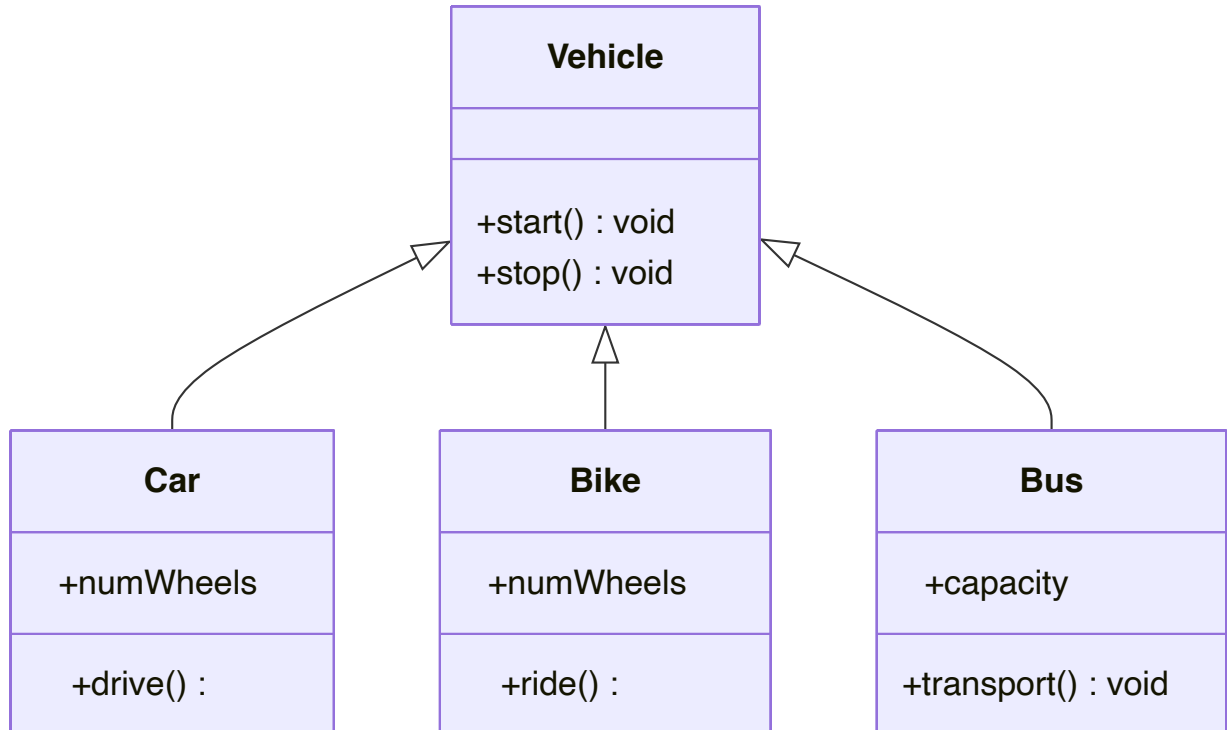 Vehicle
+start() : void
+stop() : void
Car
+numWheels
+drive() :
Bike
+numWheels
+ride() :
Bus
+capacity
+transport() : void